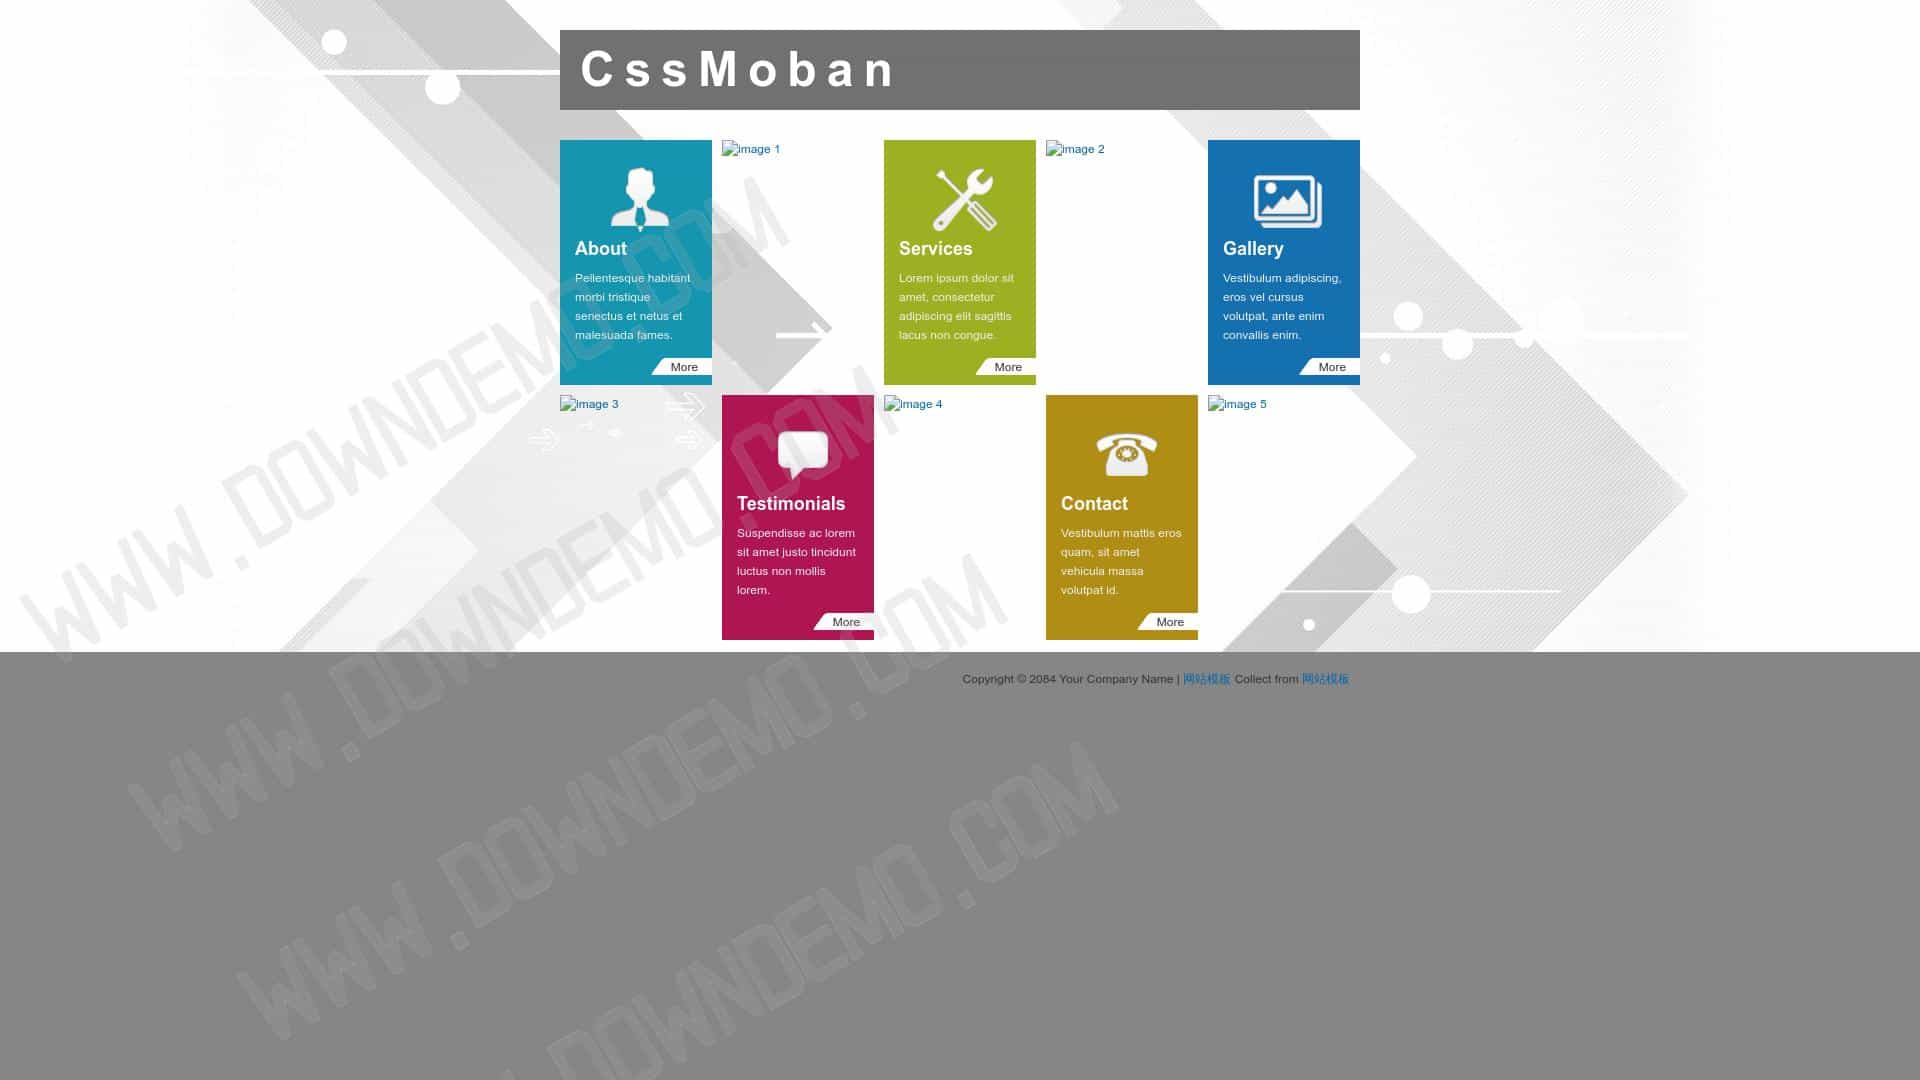 CssMoban
About
Pellentesque habitant
morbi tristique
senectus et netus et
malesuada fames.
More
image 1
Services
Lorem ipsum dolor sit
amet, consectetur
adipiscing elit sagittis
lacus non congue.
More
image 2
Gallery
Vestibulum adipiscing,
eros vel cursus
volutpat, ante enim
convallis enim.
More
image 3
Testimonials
Suspendisse ac lorem
sit amet justo tincidunt
luctus non mollis
lorem.
More
image 4
Contact
Vestibulum mattis eros
quam, sit amet
vehicula massa
volutpat id.
More
image 5
Copyright © 2084 Your Company Name | 网站模板 Collect from 网站模板
WWW.DOWNDEMO.COM
WWW.DOWNDEMO.COM
WWW.DOWNDEMO.COM
.DOWNDEMO.COM